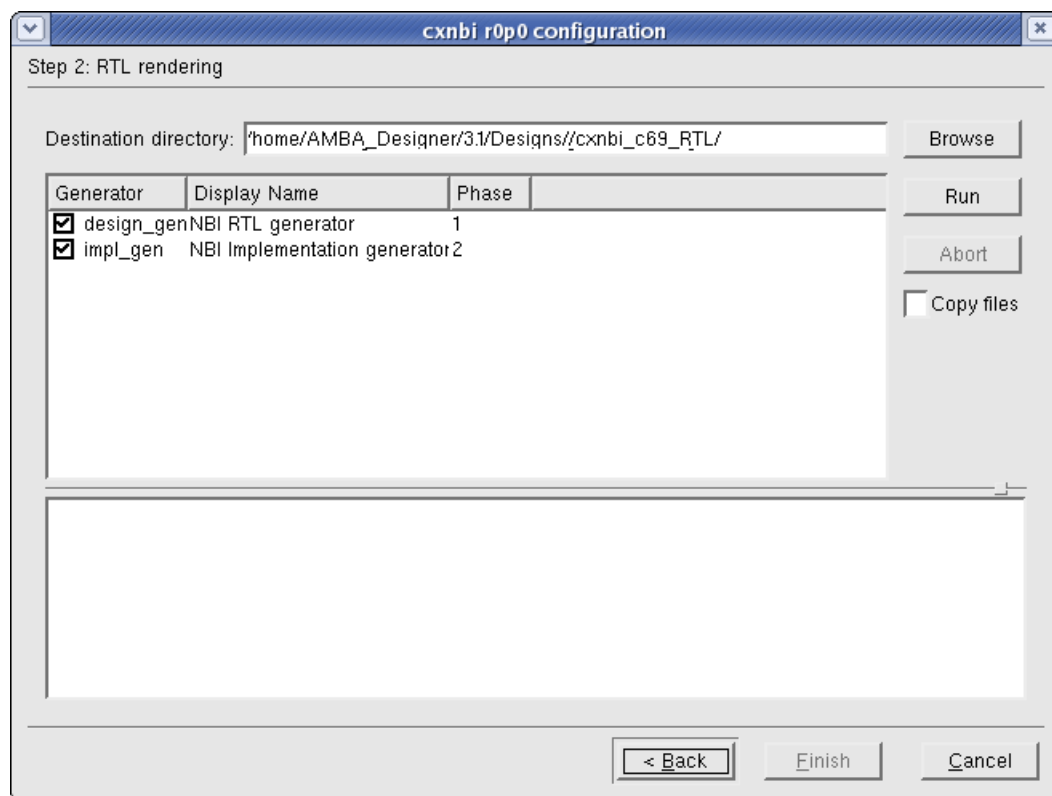 cxnbi r0p0 configuration
Step 2: RTL rendering
Destination directory: /home/AMBA_Designer/3.1/Designs//cxnbi_c69_RTL/ Browse
Generator Display Name Phase Run
design_gen NBI RTL generator 1
impl_gen NBI Implementation generator 2 Abort
Copy files
< Back Finish Cancel